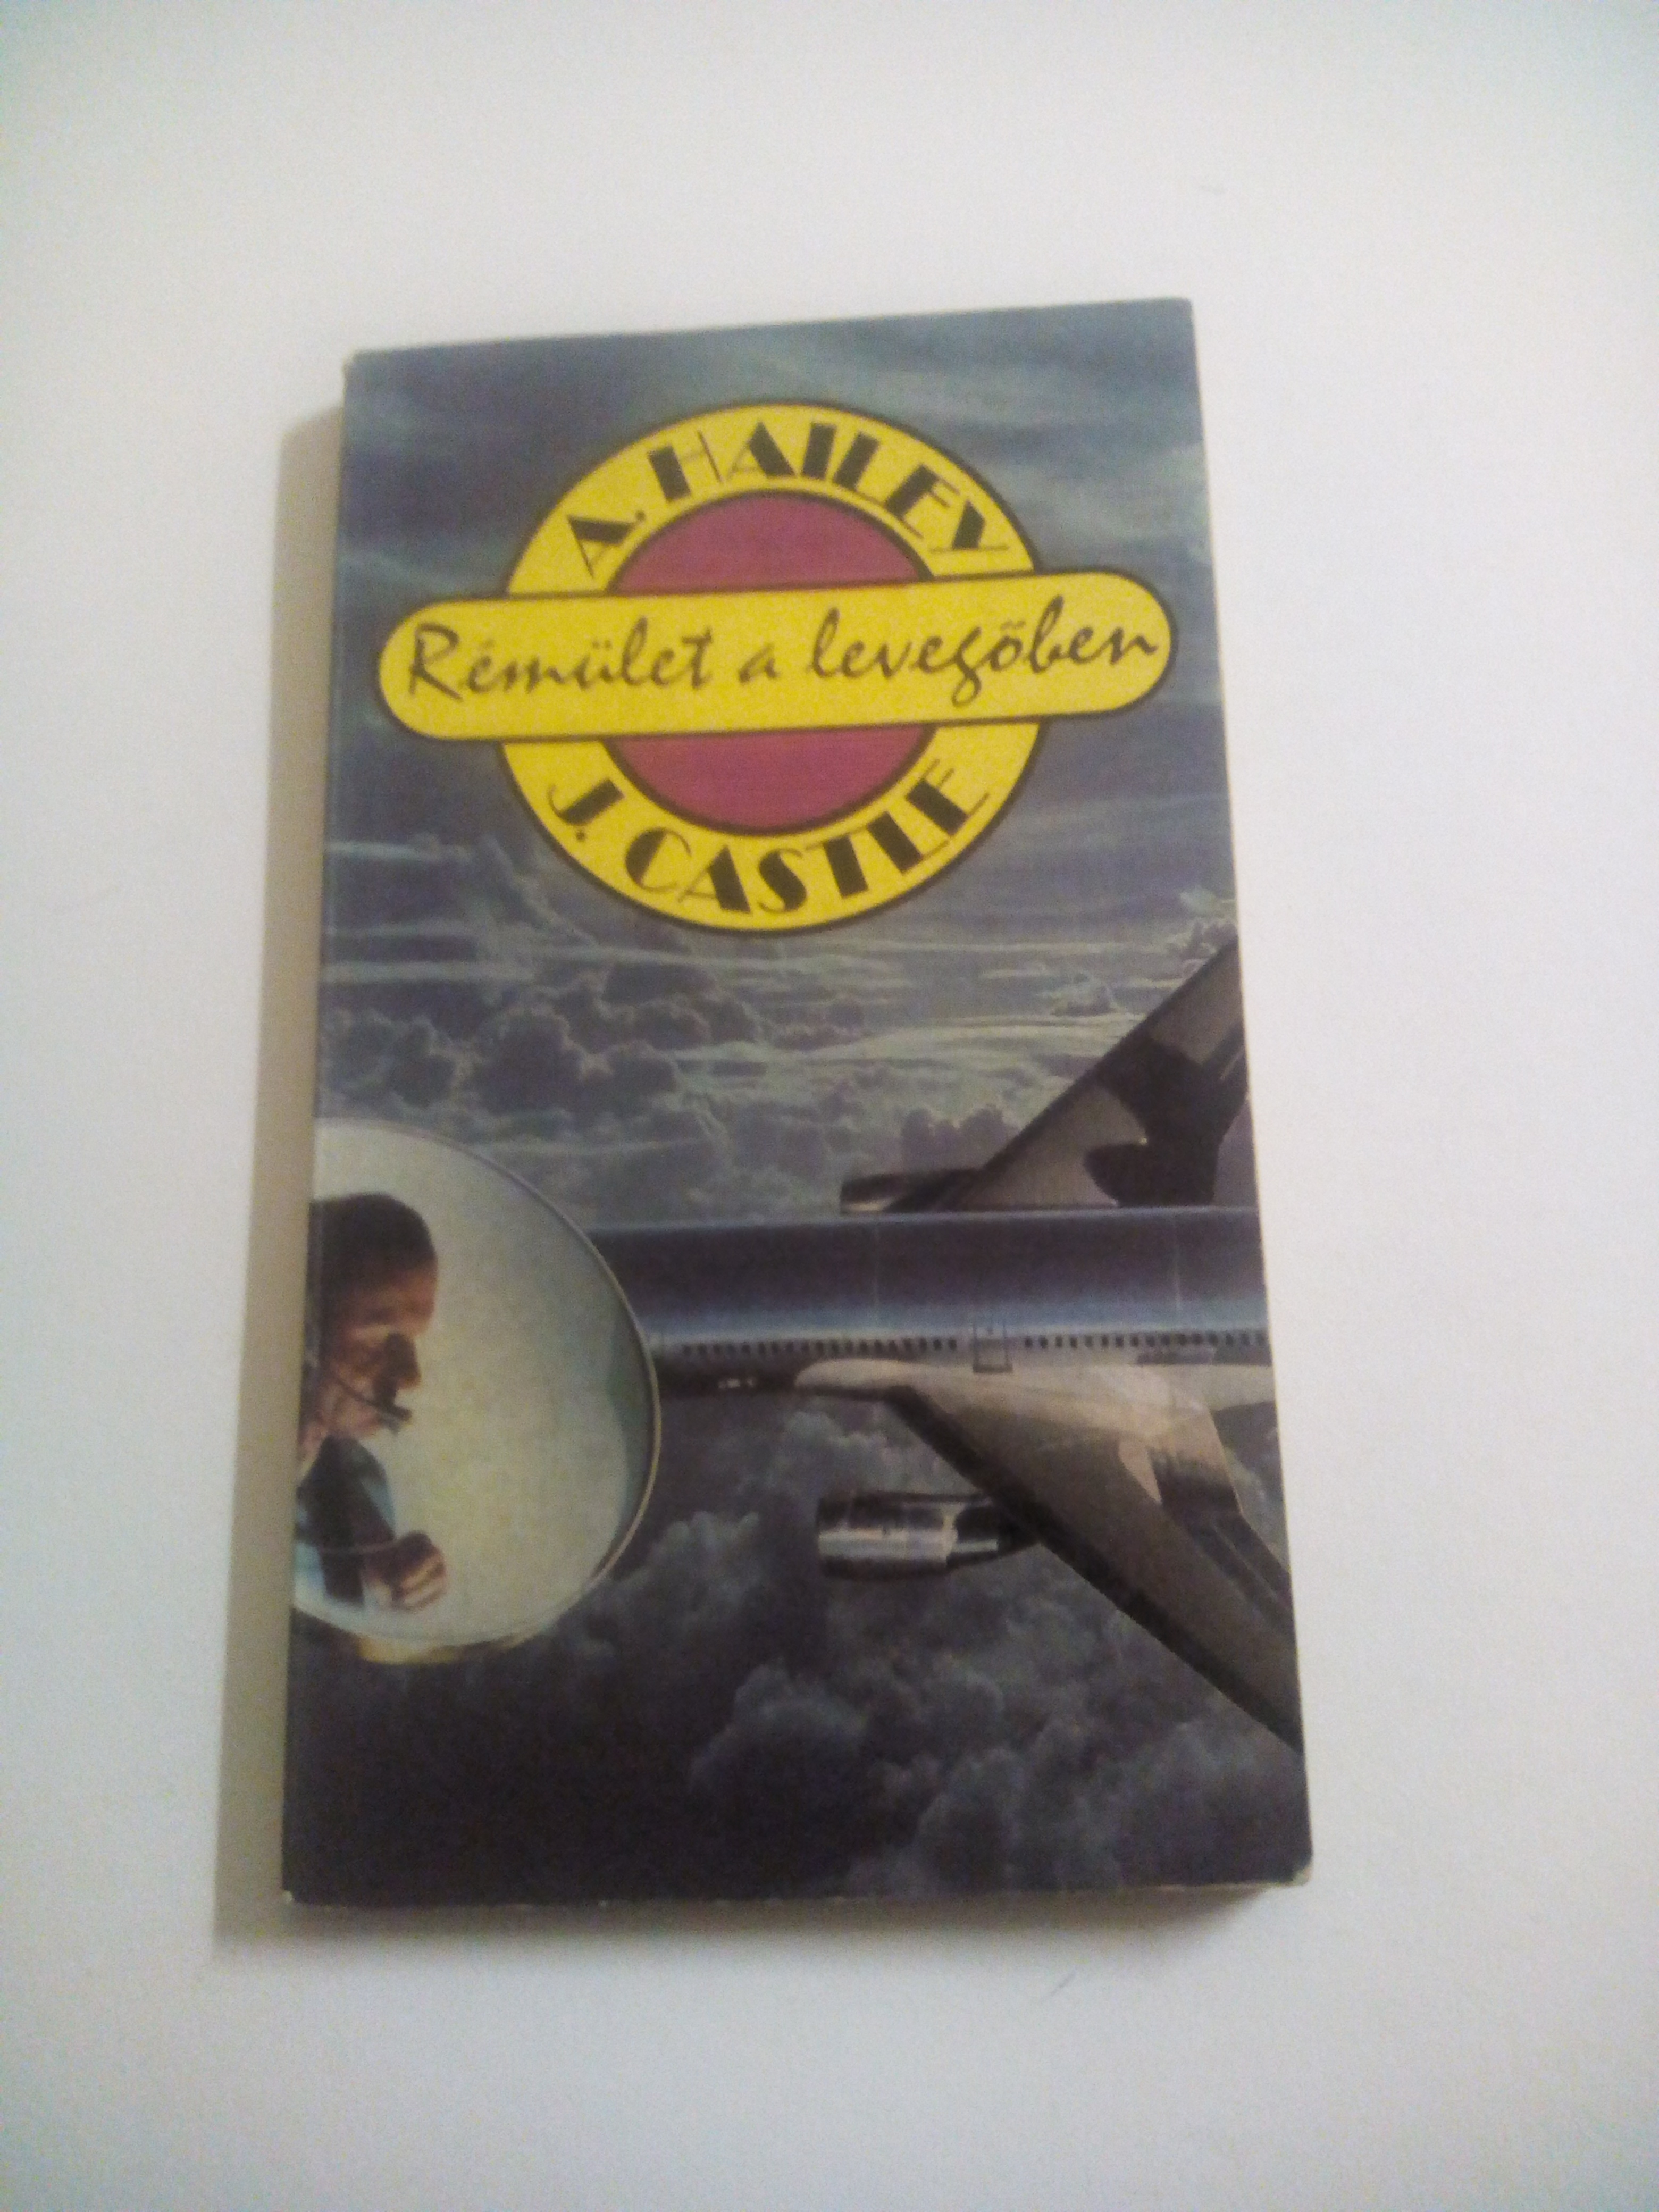 A. HAILEY
Rémület a levegőben
J. CASTLE